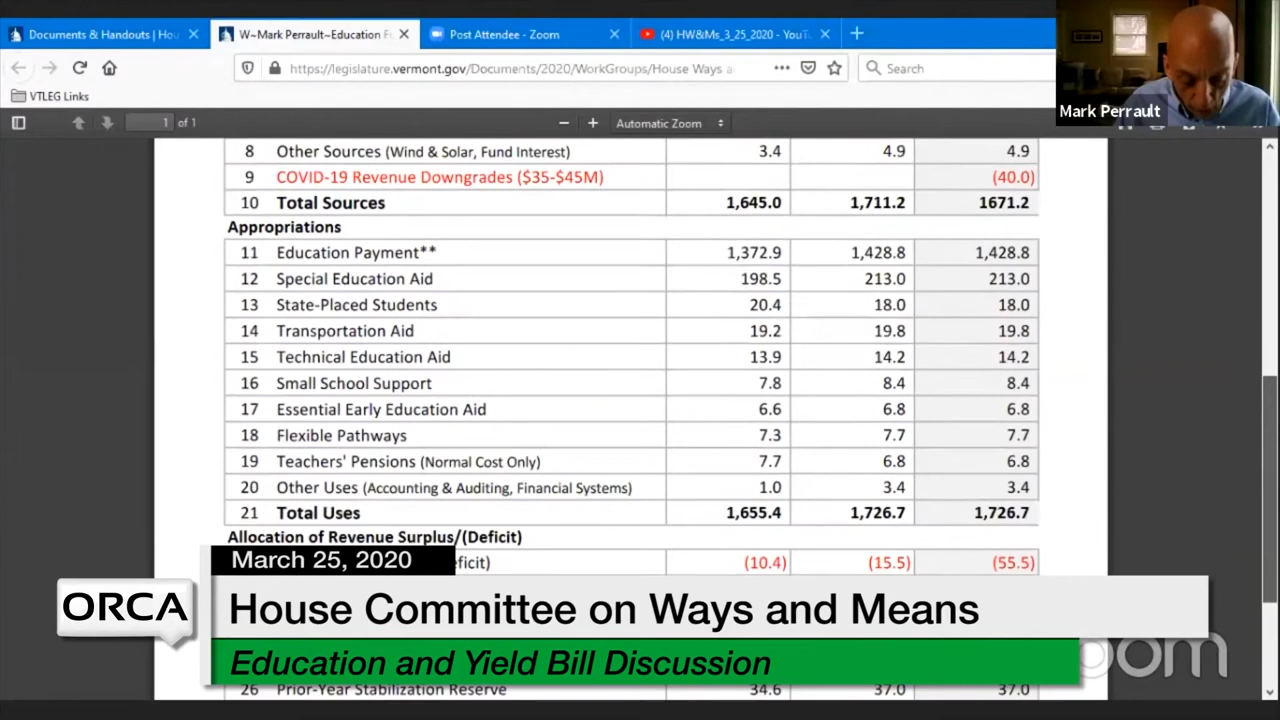 Documents & Handouts | Hou
W~Mark Perrault~Education F
Post Attendee - Zoom
(4) HW&Ms_3_25_2020 - YouT
https://legislature.vermont.gov/Documents/2020/WorkGroups/House Ways a
Search
VTLEG Links
Mark Perrault
1 of 1
Automatic Zoom
8 Other Sources (Wind & Solar, Fund Interest) 3.4 4.9 4.9
9 COVID-19 Revenue Downgrades ($35-$45M) (40.0)
10 Total Sources 1,645.0 1,711.2 1671.2
Appropriations
11 Education Payment** 1,372.9 1,428.8 1,428.8
12 Special Education Aid 198.5 213.0 213.0
13 State-Placed Students 20.4 18.0 18.0
14 Transportation Aid 19.2 19.8 19.8
15 Technical Education Aid 13.9 14.2 14.2
16 Small School Support 7.8 8.4 8.4
17 Essential Early Education Aid 6.6 6.8 6.8
18 Flexible Pathways 7.3 7.7 7.7
19 Teachers' Pensions (Normal Cost Only) 7.7 6.8 6.8
20 Other Uses (Accounting & Auditing, Financial Systems) 1.0 3.4 3.4
21 Total Uses 1,655.4 1,726.7 1,726.7
Allocation of Revenue Surplus/(Deficit)
eficit) (10.4) (15.5) (55.5)
March 25, 2020
ORCA
House Committee on Ways and Means
Education and Yield Bill Discussion
oom
26 Prior-Year Stabilization Reserve 34.6 37.0 37.0